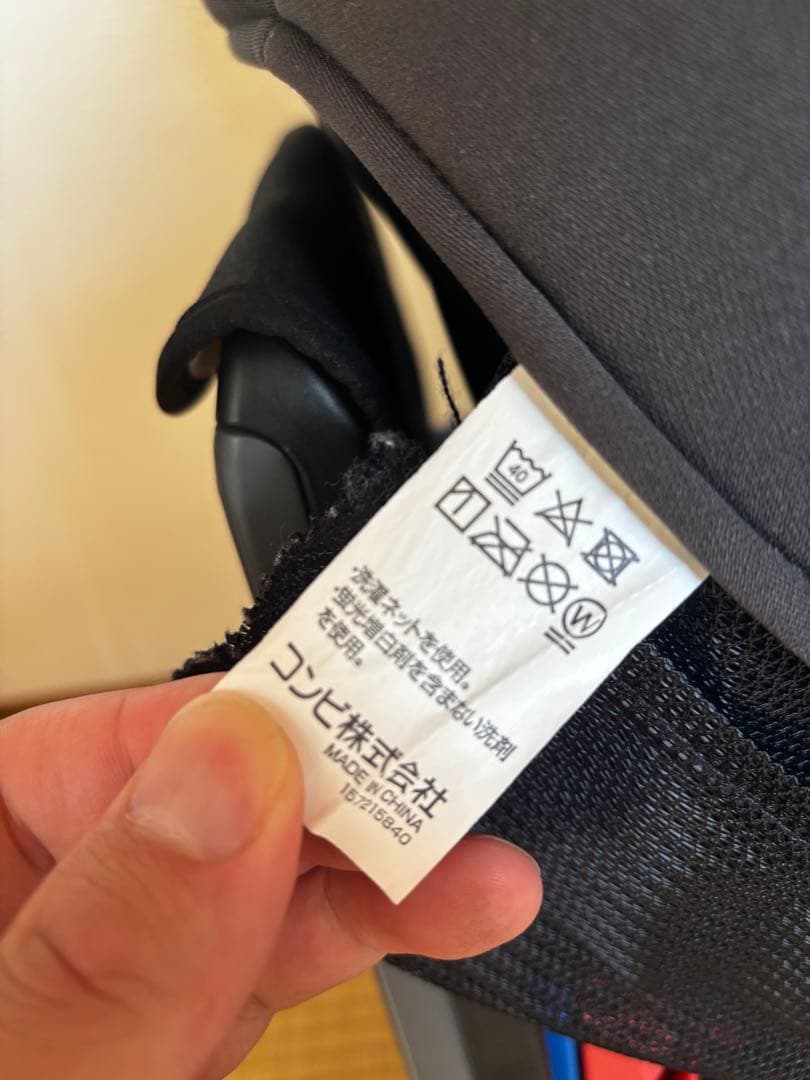 40
W
・洗濯ネットを使用。
・蛍光増白剤を含まない洗剤
を使用。
コンビ株式会社
MADE IN CHINA
157215840